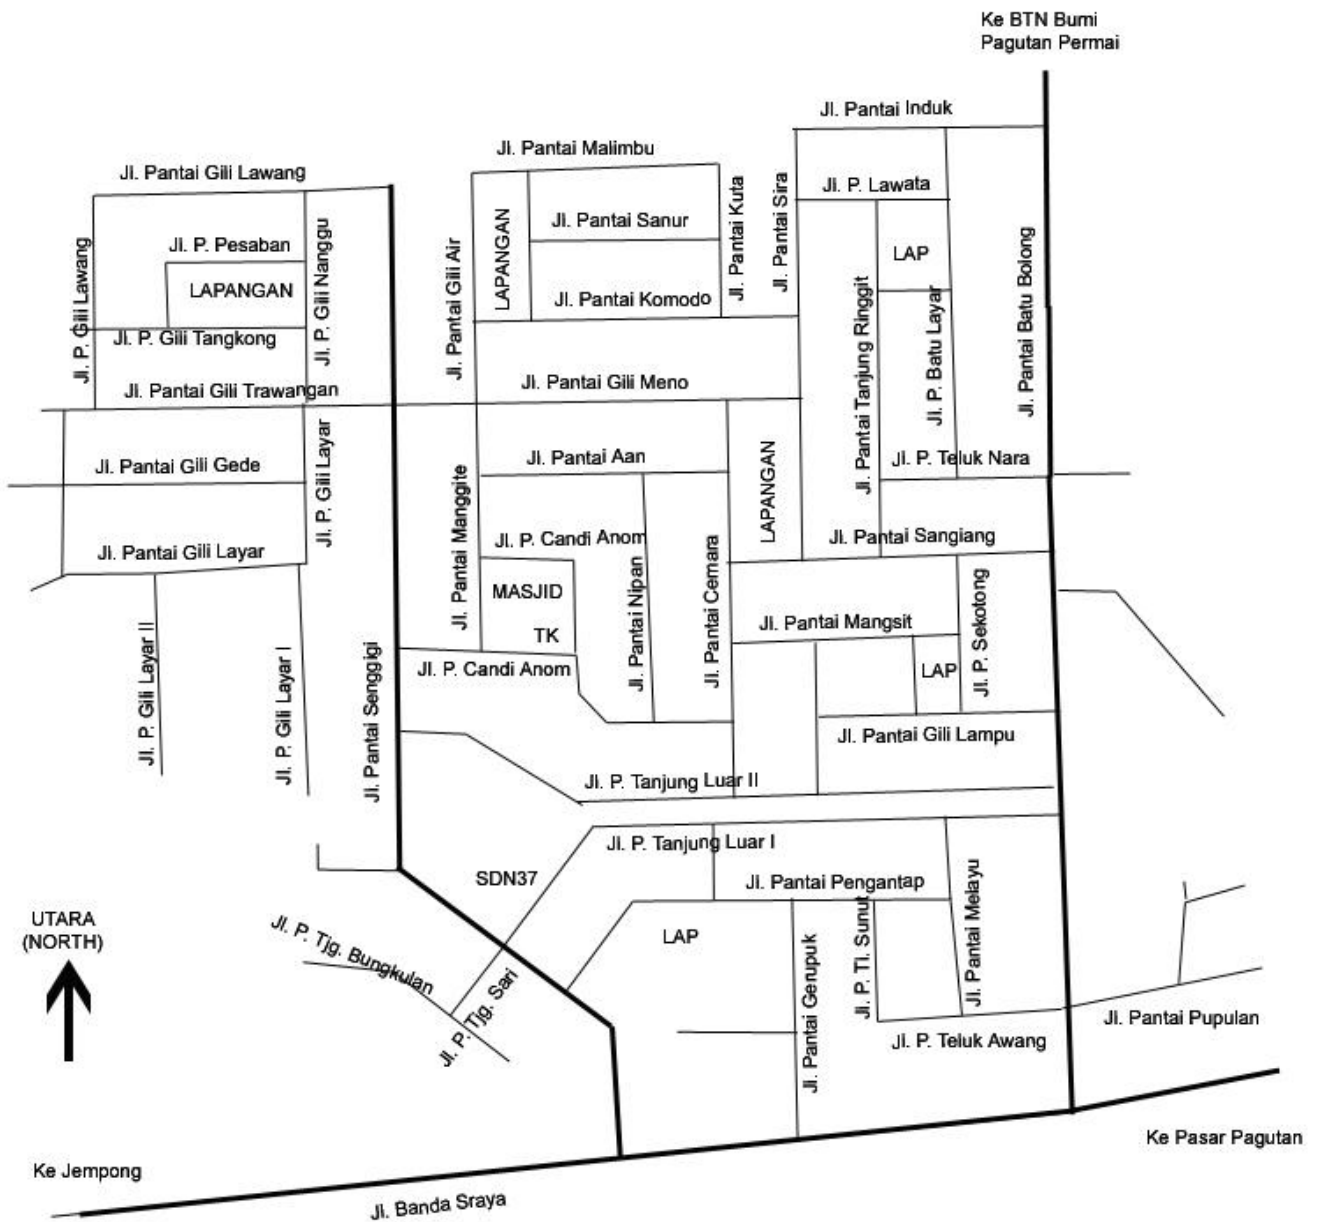 Ke BTN Bumi
Pagutan Permai
Jl. Pantai Induk
Jl. Pantai Malimbu
Jl. Pantai Gili Lawang
Jl. P. Lawata
Jl. Pantai Sanur
Jl. Pantai Kuta
Jl. Pantai Sira
Jl. P. Pesaban
LAPANGAN
Jl. P. Gili Lawang
Jl. P. Gili Nanggu
Jl. Pantai Gili Air
LAPANGAN
LAP
Jl. Pantai Komodo
Jl. P. Gili Tangkong
Jl. Pantai Tanjung Ringgit
Jl. P. Batu Layar
Jl. Pantai Batu Bolong
Jl. Pantai Gili Trawangan
Jl. Pantai Gili Meno
Jl. Pantai Gili Gede
Jl. P. Gili Layar
Jl. Pantai Aan
LAPANGAN
Jl. P. Teluk Nara
Jl. Pantai Manggite
Jl. Pantai Gili Layar
Jl. P. Candi Anom
Jl. Pantai Sangiang
MASJID
TK
Jl. Pantai Nipan
Jl. Pantai Cemara
Jl. Pantai Mangsit
Jl. P. Sekotong
LAP
Jl. P. Candi Anom
Jl. P. Gili Layar II
Jl. P. Gili Layar I
Jl. Pantai Senggigi
Jl. Pantai Gili Lampu
Jl. P. Tanjung Luar II
Jl. P. Tanjung Luar I
SDN37
Jl. Pantai Pengantap
UTARA
(NORTH)
Jl. P. Tjg. Bungkulan
LAP
Jl. P. Tl. Sunut
Jl. Pantai Melayu
Jl. P. Tjg. Sari
Jl. Pantai Gerupuk
Jl. P. Teluk Awang
Jl. Pantai Pupulan
Ke Pasar Pagutan
Ke Jempong
Jl. Banda Sraya